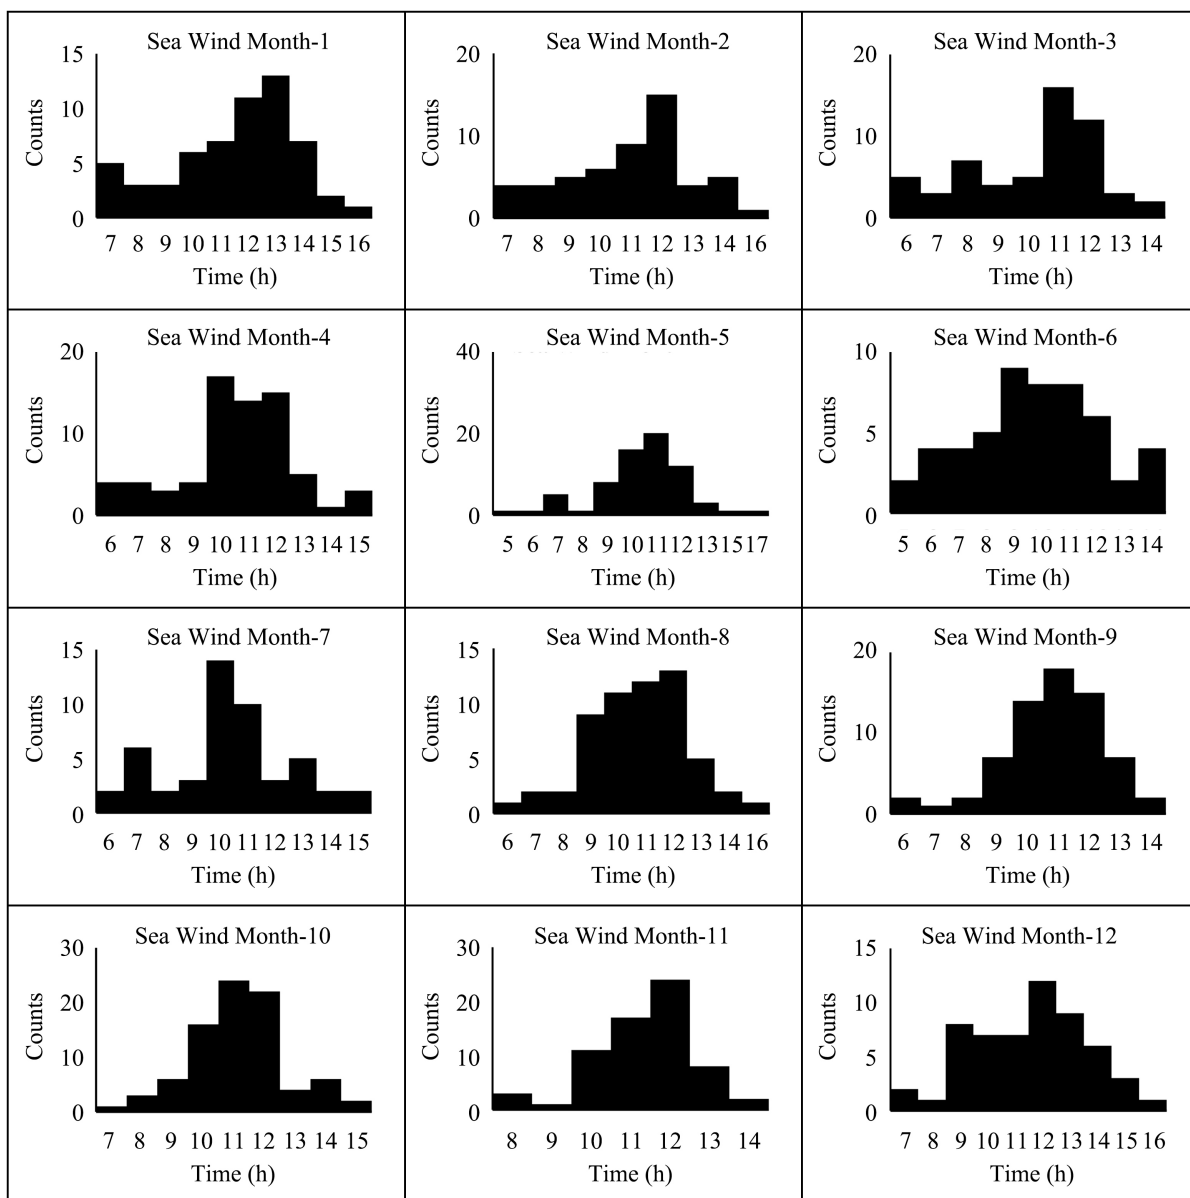 Sea Wind Month-1
15
10
5
0
Counts
7 8 9 10 11 12 13 14 15 16
Time (h)
Sea Wind Month-2
20
10
0
Counts
7 8 9 10 11 12 13 14 16
Time (h)
Sea Wind Month-3
20
10
0
Counts
6 7 8 9 10 11 12 13 14
Time (h)
Sea Wind Month-4
20
10
0
Counts
6 7 8 9 10 11 12 13 14 15
Time (h)
Sea Wind Month-5
40
20
0
Counts
5 6 7 8 9 10 11 12 13 15 17
Time (h)
Sea Wind Month-6
10
5
0
Counts
5 6 7 8 9 10 11 12 13 14
Time (h)
Sea Wind Month-7
15
10
5
0
Counts
6 7 8 9 10 11 12 13 14 15
Time (h)
Sea Wind Month-8
15
10
5
0
Counts
6 7 8 9 10 11 12 13 14 16
Time (h)
Sea Wind Month-9
20
10
0
Counts
6 7 8 9 10 11 12 13 14
Time (h)
Sea Wind Month-10
30
20
10
0
Counts
7 8 9 10 11 12 13 14 15
Time (h)
Sea Wind Month-11
30
20
10
0
Counts
8 9 10 11 12 13 14
Time (h)
Sea Wind Month-12
15
10
5
0
Counts
7 8 9 10 11 12 13 14 15 16
Time (h)